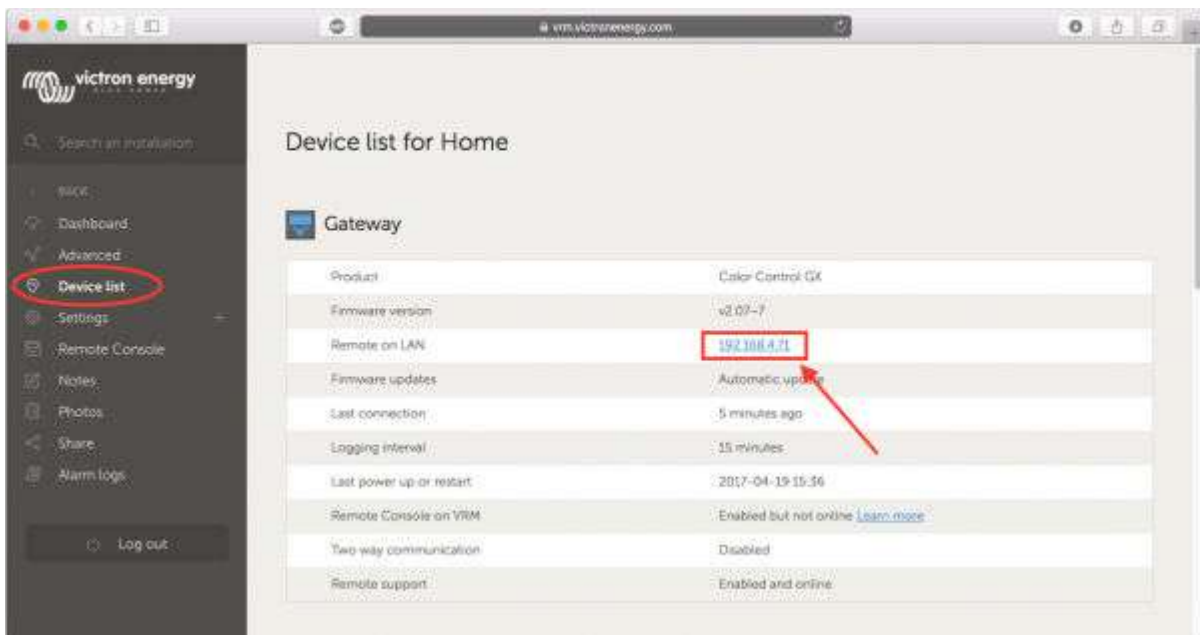 vrm.victronenergy.com
victron energy
BLUE POWER
Search an installation
Device list for Home
BACK
Dashboard
Gateway
Advanced
Product Color Control GX
Device list
Firmware version v2.07-7
Settings +
Remote on LAN 192.168.4.71
Remote Console
Firmware updates Automatic update
Notes
Photos
Last connection 5 minutes ago
Share
Logging interval 15 minutes
Alarm logs
Last power up or restart 2017-04-19 15:36
Remote Console on VRM Enabled but not online Learn more
Log out
Two way communication Disabled
Remote support Enabled and online